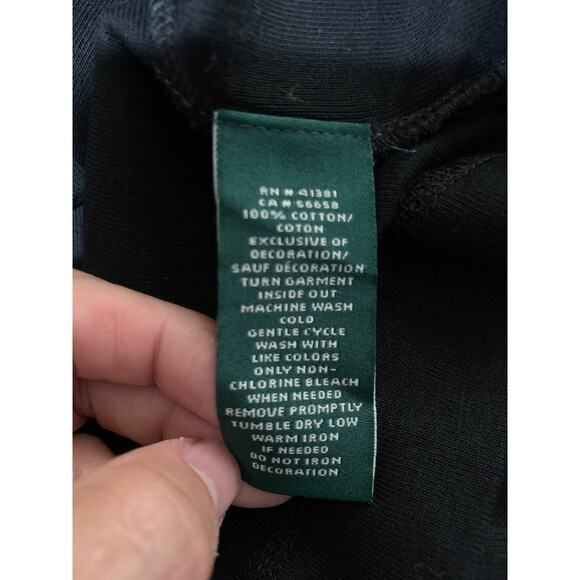 RN # 41381
CA # 56658
100% COTTON/
COTON
EXCLUSIVE OF
DECORATION/
SAUF DÉCORATION
TURN GARMENT
INSIDE OUT
MACHINE WASH
COLD
GENTLE CYCLE
WASH WITH
LIKE COLORS
ONLY NON-
CHLORINE BLEACH
WHEN NEEDED
REMOVE PROMPTLY
TUMBLE DRY LOW
WARM IRON
IF NEEDED
DO NOT IRON
DECORATION